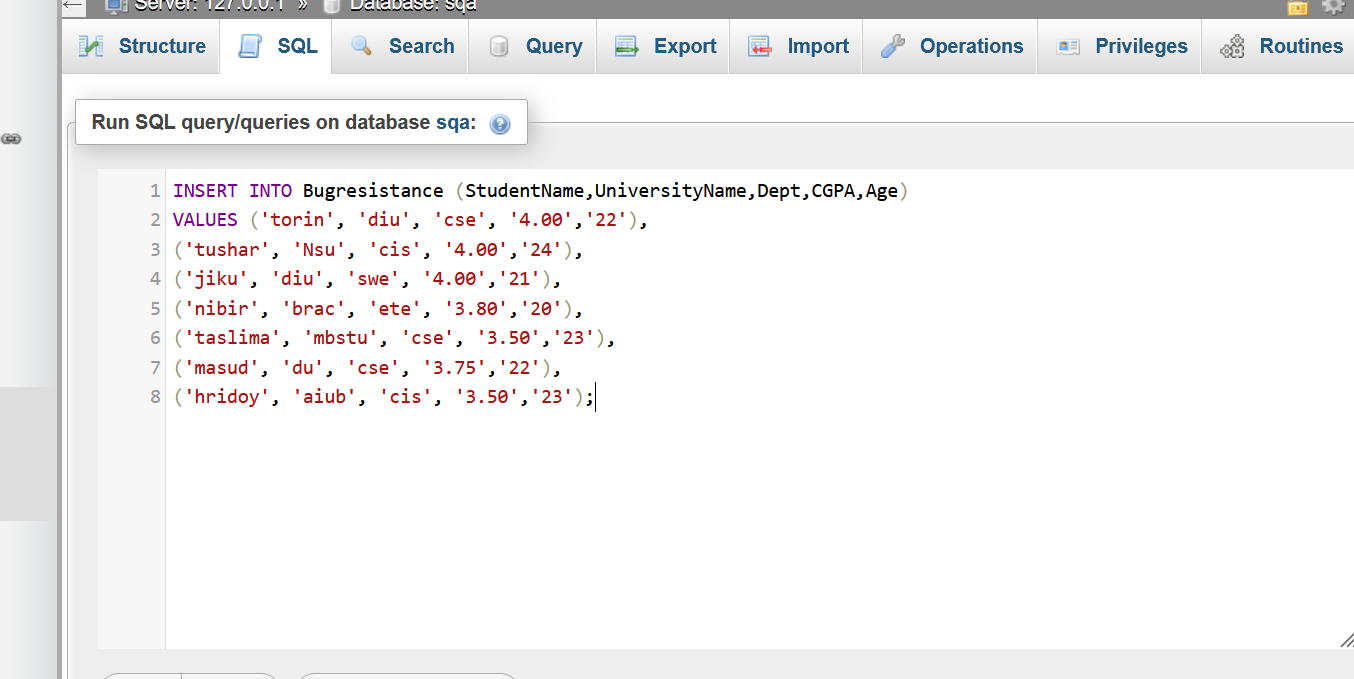 Server: 127.0.0.1 » Database: sqa
Structure SQL Search Query Export Import Operations Privileges Routines
Run SQL query/queries on database sqa:
1 INSERT INTO Bugresistance (StudentName,UniversityName,Dept,CGPA,Age)
2 VALUES ('torin', 'diu', 'cse', '4.00','22'),
3 ('tushar', 'Nsu', 'cis', '4.00','24'),
4 ('jiku', 'diu', 'swe', '4.00','21'),
5 ('nibir', 'brac', 'ete', '3.80','20'),
6 ('taslima', 'mbstu', 'cse', '3.50','23'),
7 ('masud', 'du', 'cse', '3.75','22'),
8 ('hridoy', 'aiub', 'cis', '3.50','23');